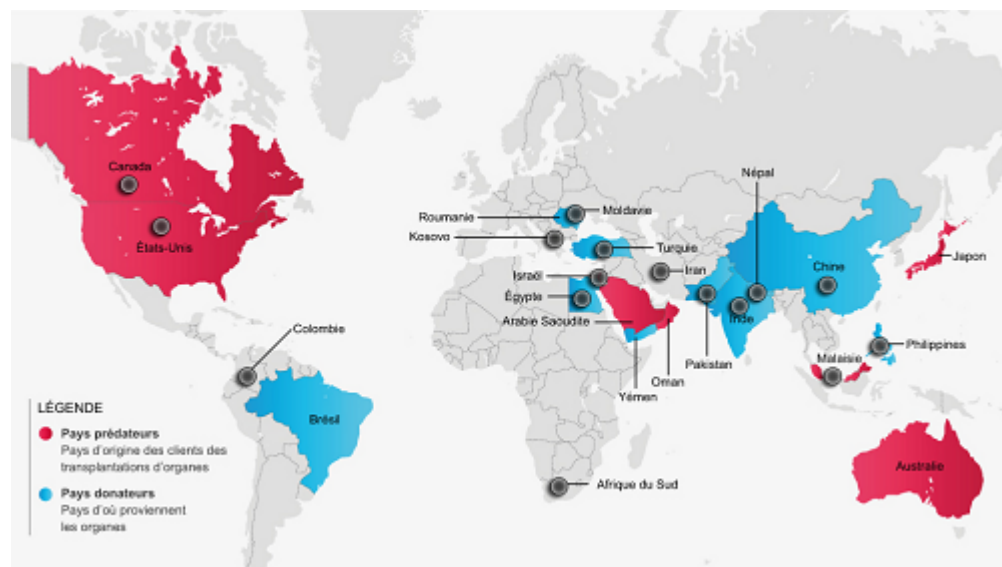 Canada
États-Unis
Colombie
Brésil
Roumanie
Moldavie
Kosovo
Turquie
Népal
Israël
Iran
Chine
Japon
Égypte
Inde
Arabie Saoudite
Pakistan
Oman
Yémen
Malaisie
Philippines
Afrique du Sud
Australie
LÉGENDE
Pays prédateurs
Pays d'origine des clients des
transplantations d'organes
Pays donateurs
Pays d'où proviennent
les organes